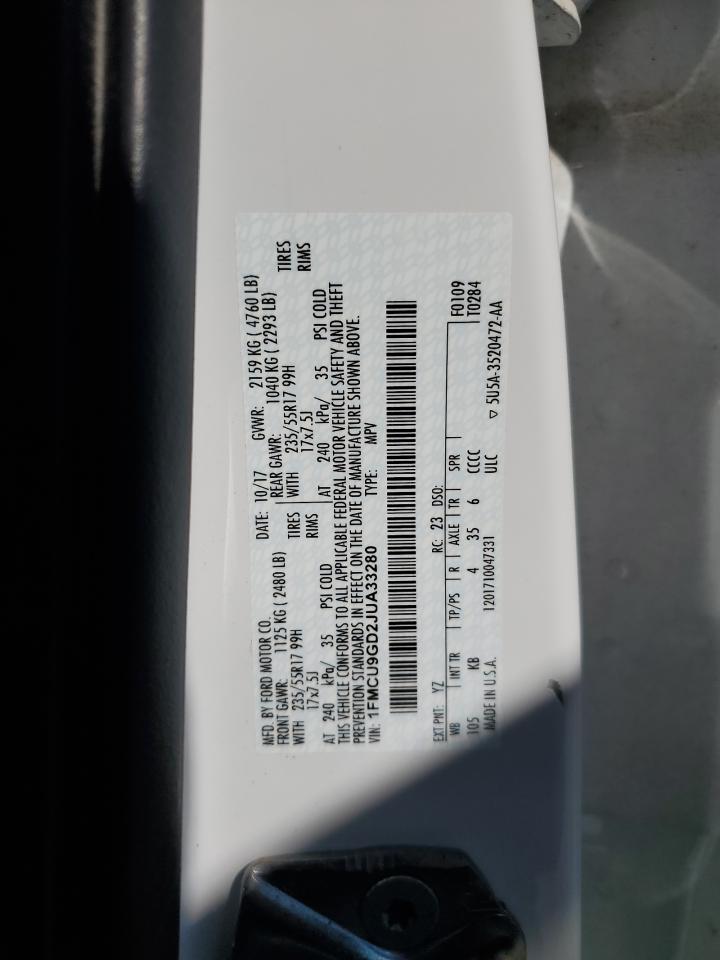 MFD. BY FORD MOTOR CO. DATE: 10/17 GVWR: 2159 KG ( 4760 LB)
FRONT GAWR: 1125 KG ( 2480 LB) REAR GAWR: 1040 KG ( 2293 LB)
WITH 235/55R17 99H TIRES WITH 235/55R17 99H TIRES
17x7.5J RIMS 17x7.5J RIMS
AT 240 kPa/ 35 PSI COLD AT 240 kPa/ 35 PSI COLD
THIS VEHICLE CONFORMS TO ALL APPLICABLE FEDERAL MOTOR VEHICLE SAFETY AND THEFT
PREVENTION STANDARDS IN EFFECT ON THE DATE OF MANUFACTURE SHOWN ABOVE.
VIN: 1FMCU9GD2JUA33280 TYPE: MPV
EXT PNT: YZ RC: 23 DSO:
WB INT TR TP/PS R AXLE TR SPR F0109
105 KB 4 35 6 CCCC T0284
MADE IN U.S.A. 1201710047331 ULC ▽ 5U5A-3520472-AA